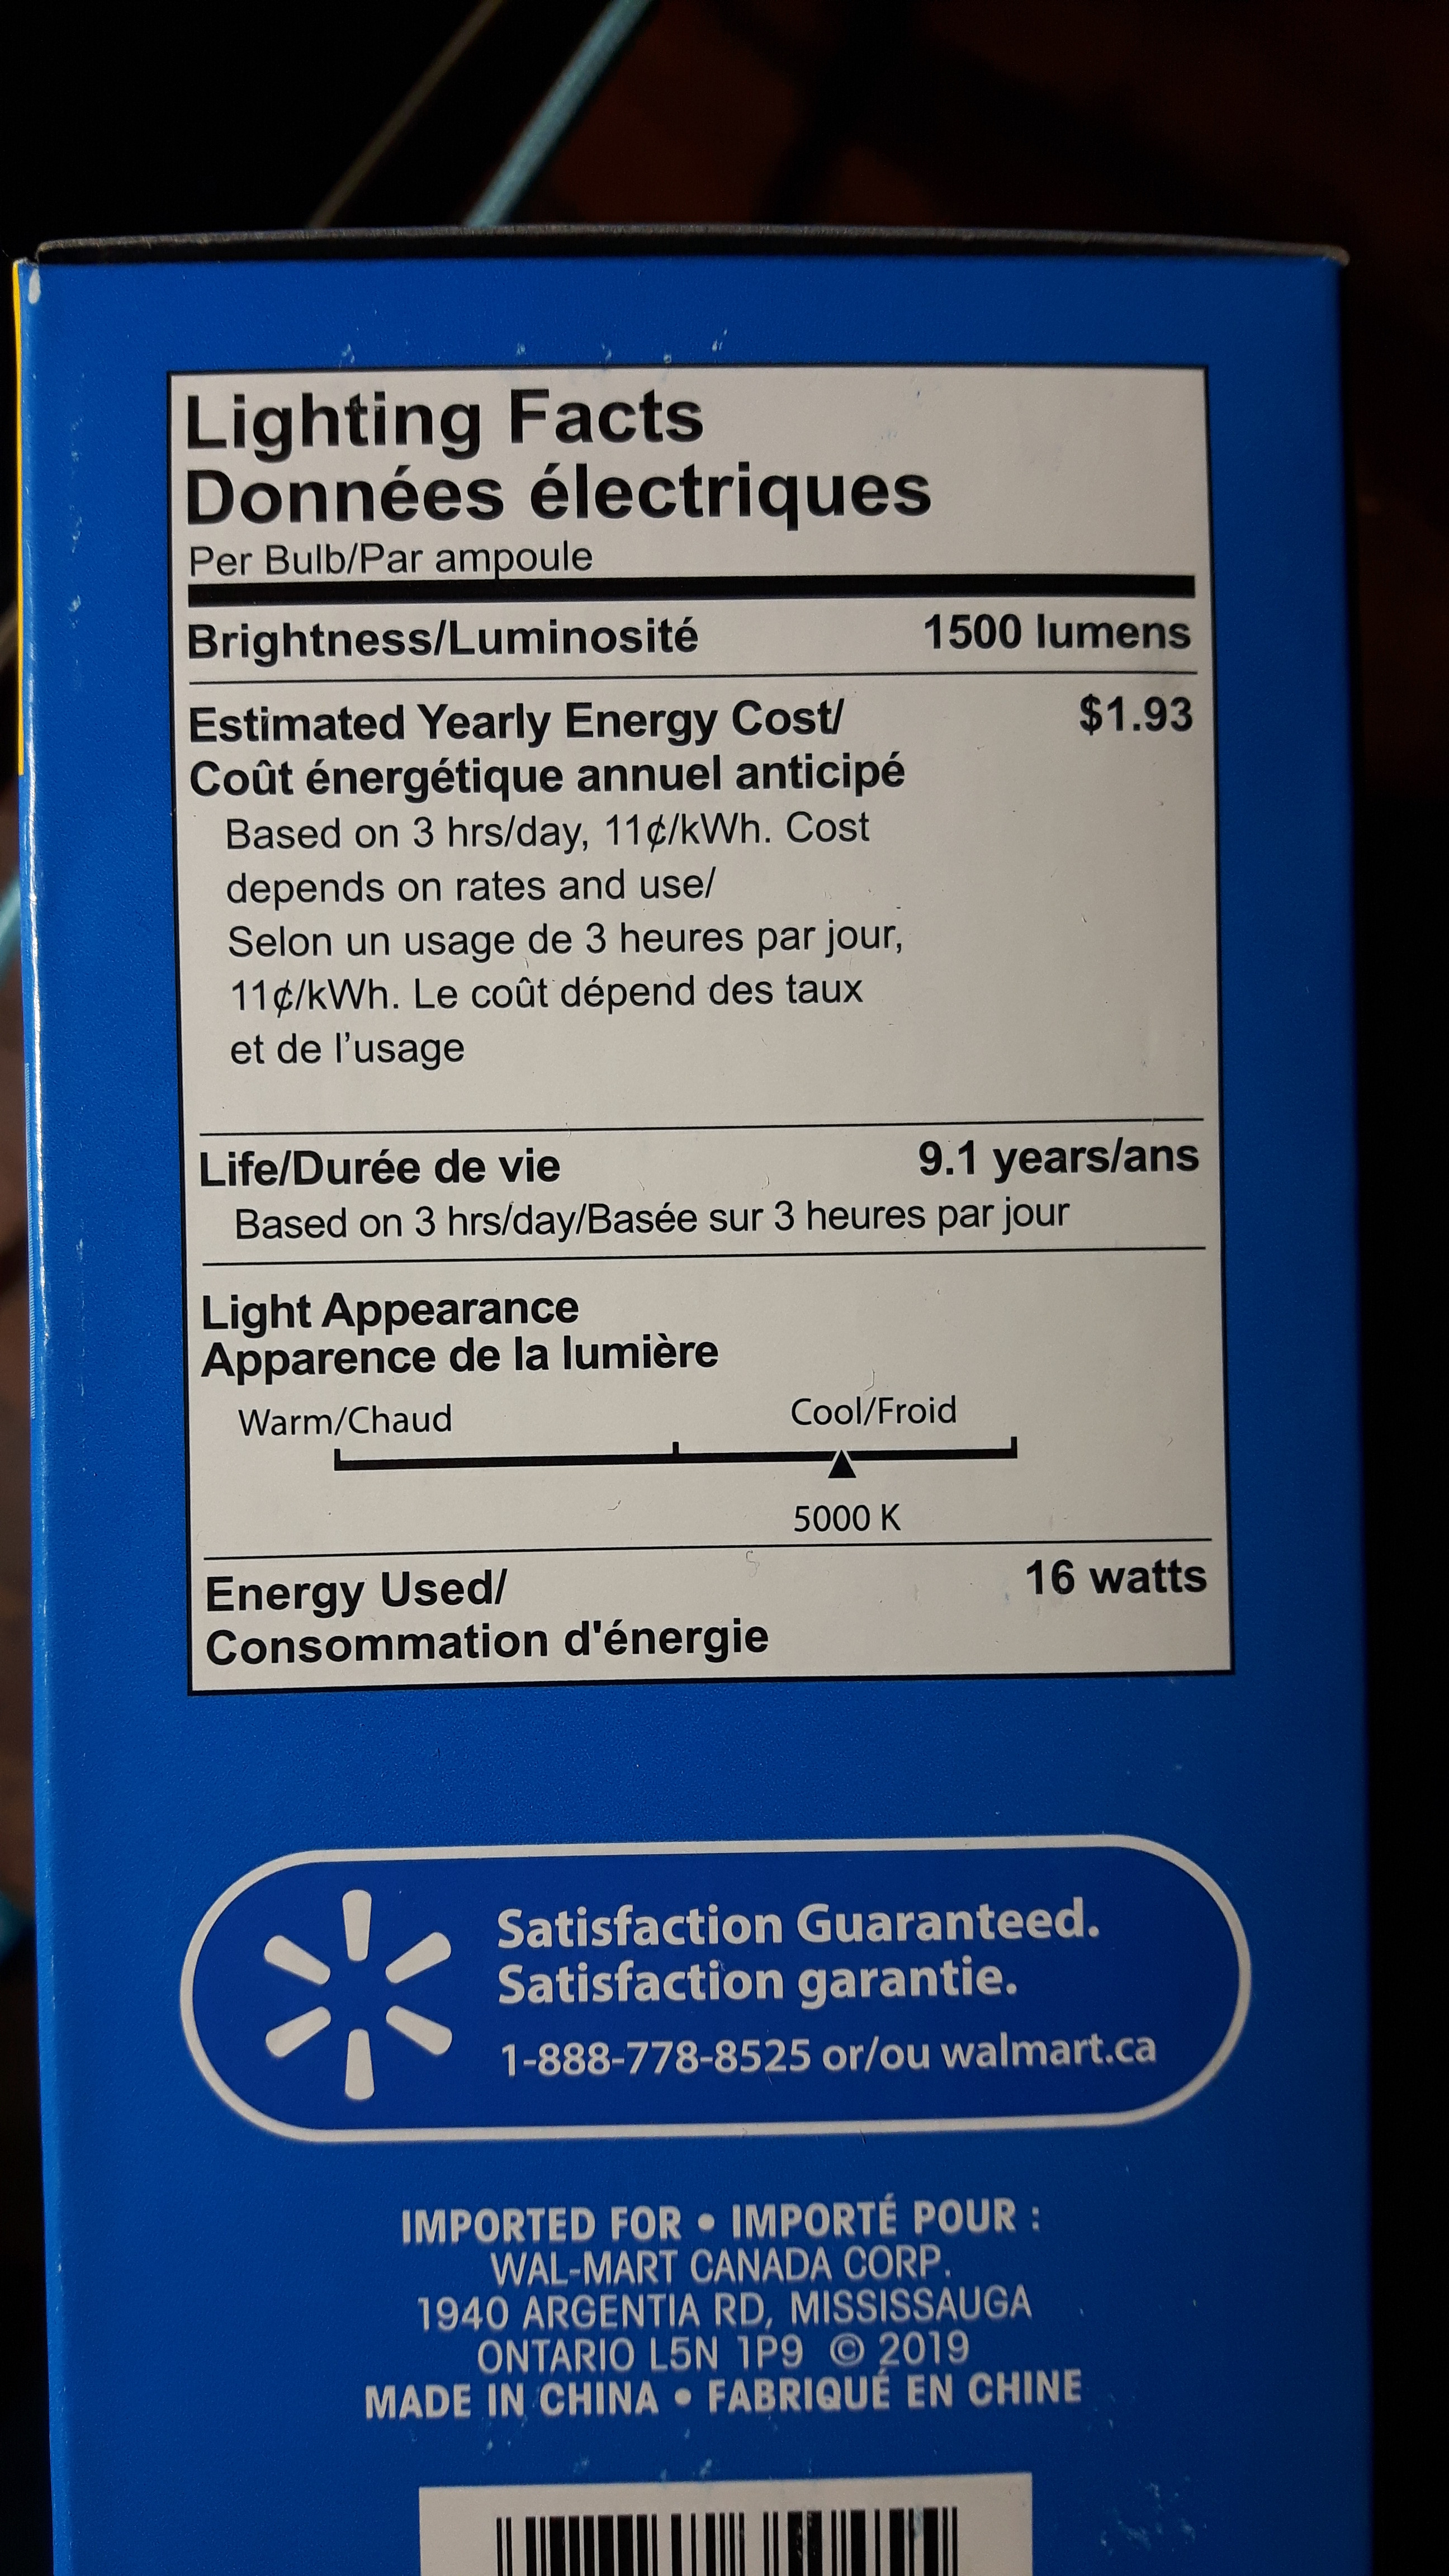 Lighting Facts
Données électriques
Per Bulb/Par ampoule
Brightness/Luminosité 1500 lumens
Estimated Yearly Energy Cost/ $1.93
Coût énergétique annuel anticipé
Based on 3 hrs/day, 11¢/kWh. Cost
depends on rates and use/
Selon un usage de 3 heures par jour,
11¢/kWh. Le coût dépend des taux
et de l'usage
Life/Durée de vie 9.1 years/ans
Based on 3 hrs/day/Basée sur 3 heures par jour
Light Appearance
Apparence de la lumière
Warm/Chaud Cool/Froid
5000 K
Energy Used/ 16 watts
Consommation d'énergie
Satisfaction Guaranteed.
Satisfaction garantie.
1-888-778-8525 or/ou walmart.ca
IMPORTED FOR • IMPORTÉ POUR :
WAL-MART CANADA CORP.
1940 ARGENTIA RD, MISSISSAUGA
ONTARIO L5N 1P9 © 2019
MADE IN CHINA • FABRIQUÉ EN CHINE